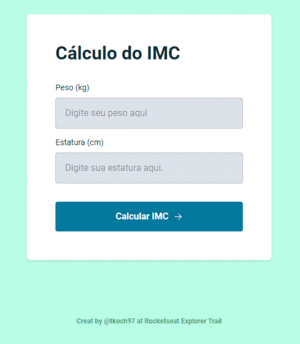 Cálculo do IMC
Peso (kg)
Digite seu peso aqui
Estatura (cm)
Digite sua estatura aqui.
Calcular IMC →
Creat by @tkoch97 at Rocketseat Explorer Trail